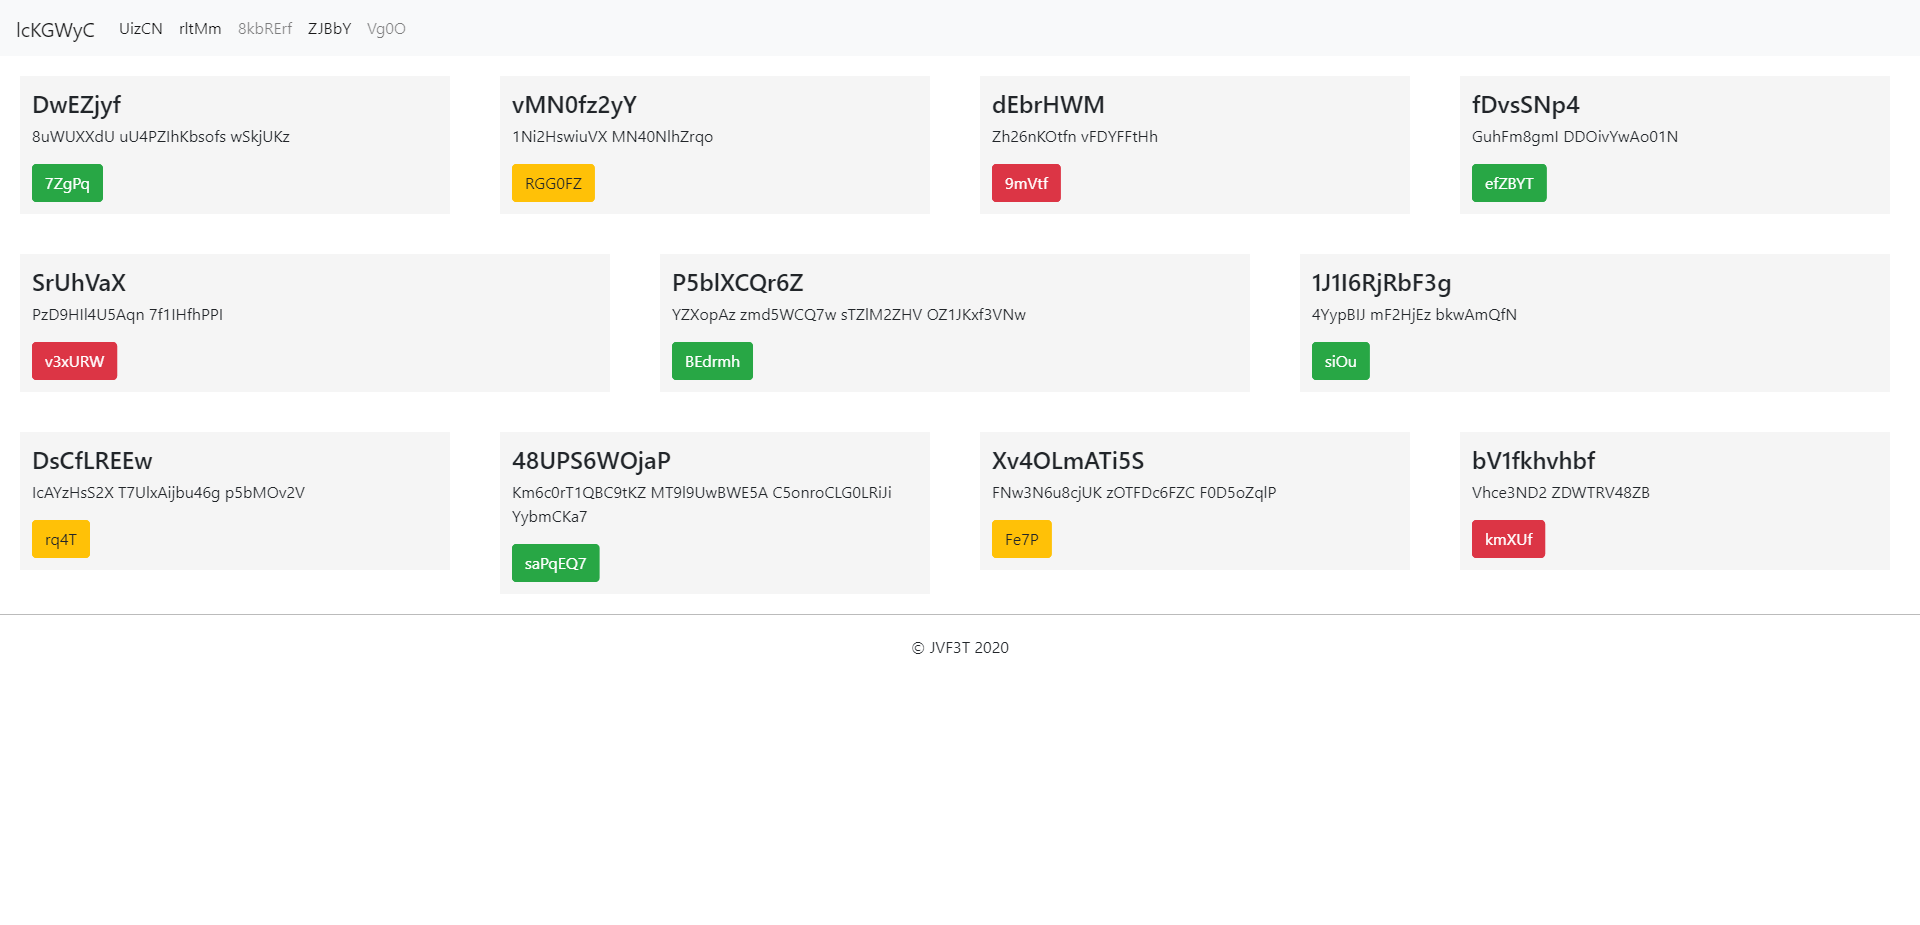 lcKGWyC UizCN rltMm 8kbRErf ZJBbY Vg0O
DwEZjyf
8uWUXXdU uU4PZIhKbsofs wSkjUKz
7ZgPq
vMN0fz2yY
1Ni2HswiuVX MN40NlhZrqo
RGG0FZ
dEbrHWM
Zh26nKOtfn vFDYFFtHh
9mVtf
fDvsSNp4
GuhFm8gmI DDOivYwAo01N
efZBYT
SrUhVaX
PzD9HIl4U5Aqn 7f1IHfhPPI
v3xURW
P5blXCQr6Z
YZXopAz zmd5WCQ7w sTZlM2ZHV OZ1JKxf3VNw
BEdrmh
1J1I6RjRbF3g
4YypBIJ mF2HjEz bkwAmQfN
siOu
DsCfLREEw
IcAYzHsS2X T7UlxAijbu46g p5bMOv2V
rq4T
48UPS6WOjaP
Km6c0rT1QBC9tKZ MT9l9UwBWE5A C5onroCLG0LRiJi
YybmCKa7
saPqEQ7
Xv4OLmATi5S
FNw3N6u8cjUK zOTFDc6FZC F0D5oZqlP
Fe7P
bV1fkhvhbf
Vhce3ND2 ZDWTRV48ZB
kmXUf
© JVF3T 2020